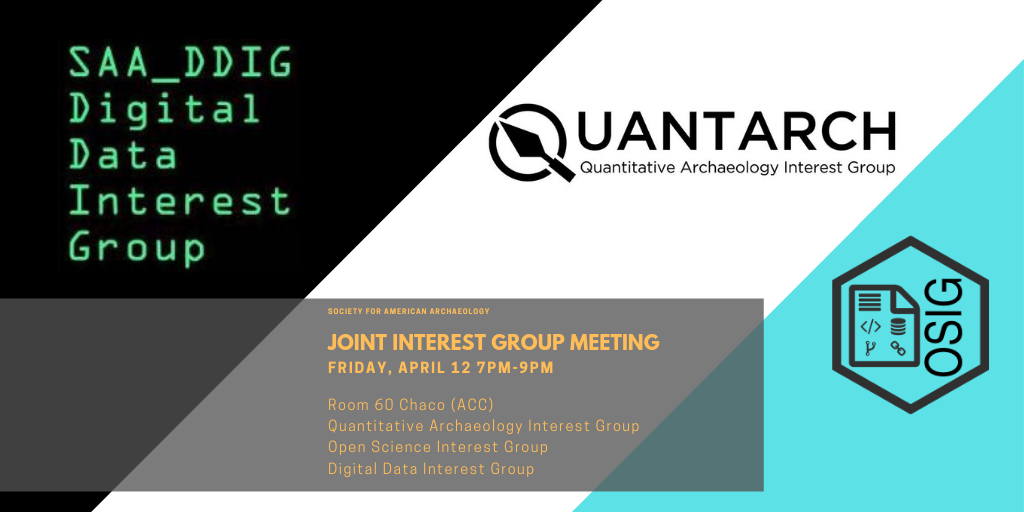 SAA_DDIG
Digital
Data
Interest
Group
QUANTARCH
Quantitative Archaeology Interest Group
OSIG
</>
SOCIETY FOR AMERICAN ARCHAEOLOGY
JOINT INTEREST GROUP MEETING
FRIDAY, APRIL 12 7PM-9PM
Room 60 Chaco (ACC)
Quantitative Archaeology Interest Group
Open Science Interest Group
Digital Data Interest Group